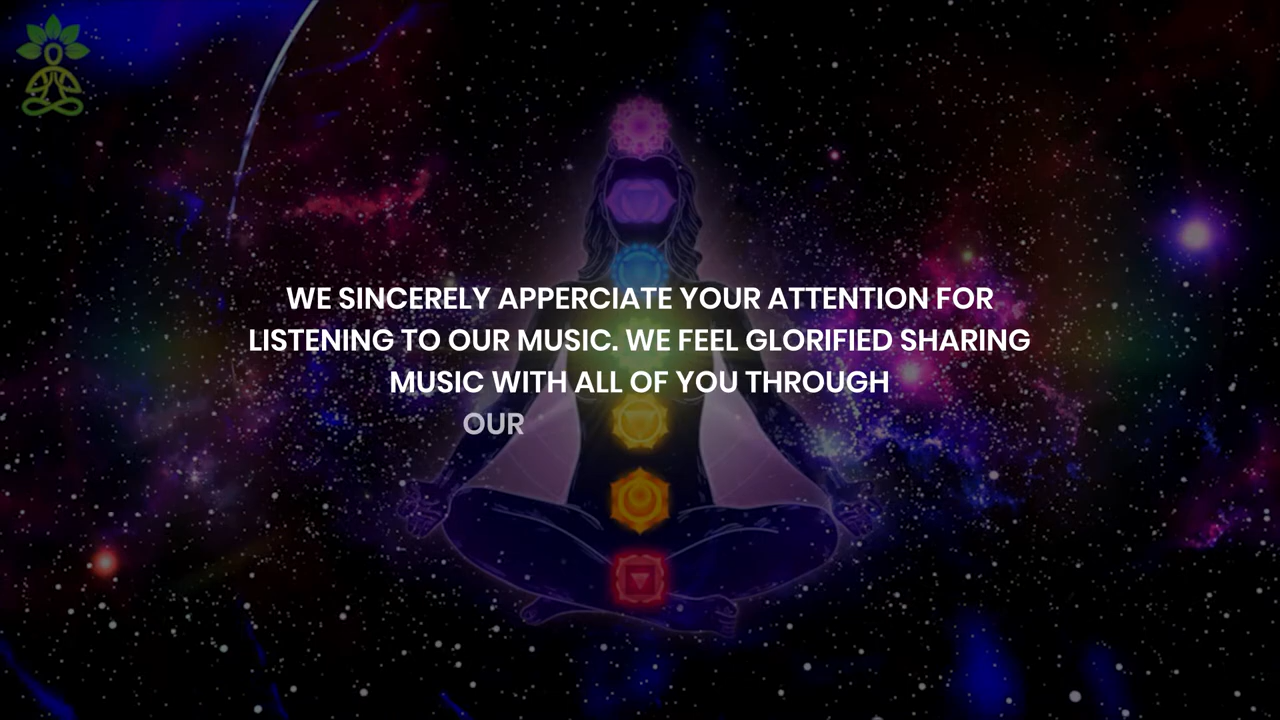 WE SINCERELY APPERCIATE YOUR ATTENTION FOR
LISTENING TO OUR MUSIC. WE FEEL GLORIFIED SHARING
MUSIC WITH ALL OF YOU THROUGH
OUR